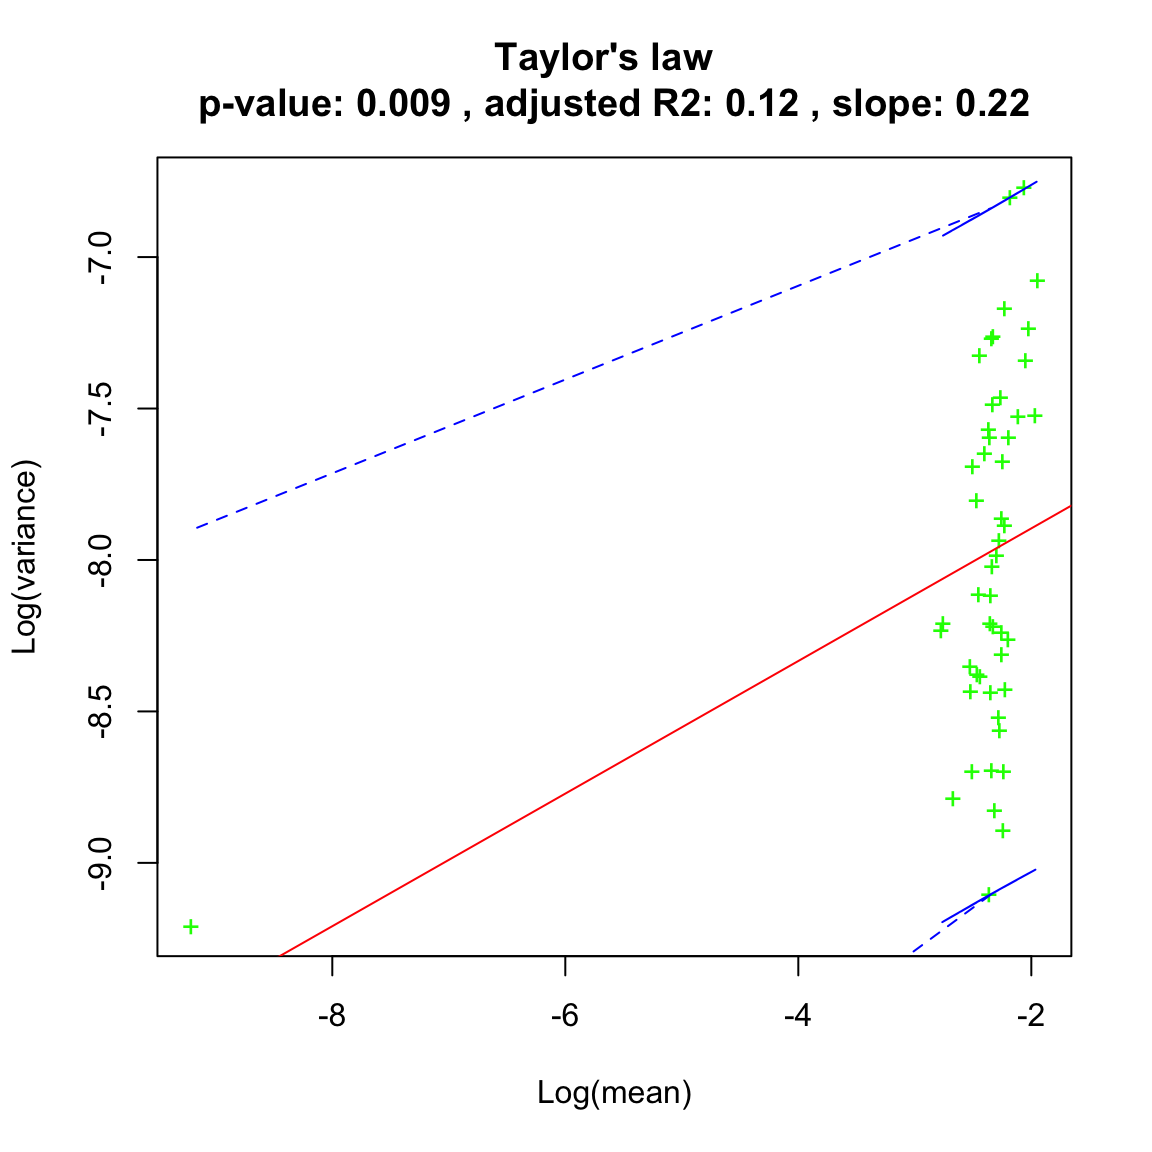 Taylor's law
p-value: 0.009 , adjusted R2: 0.12 , slope: 0.22
Log(variance)
-7.0
-7.5
-8.0
-8.5
-9.0
-8
-6
-4
-2
Log(mean)